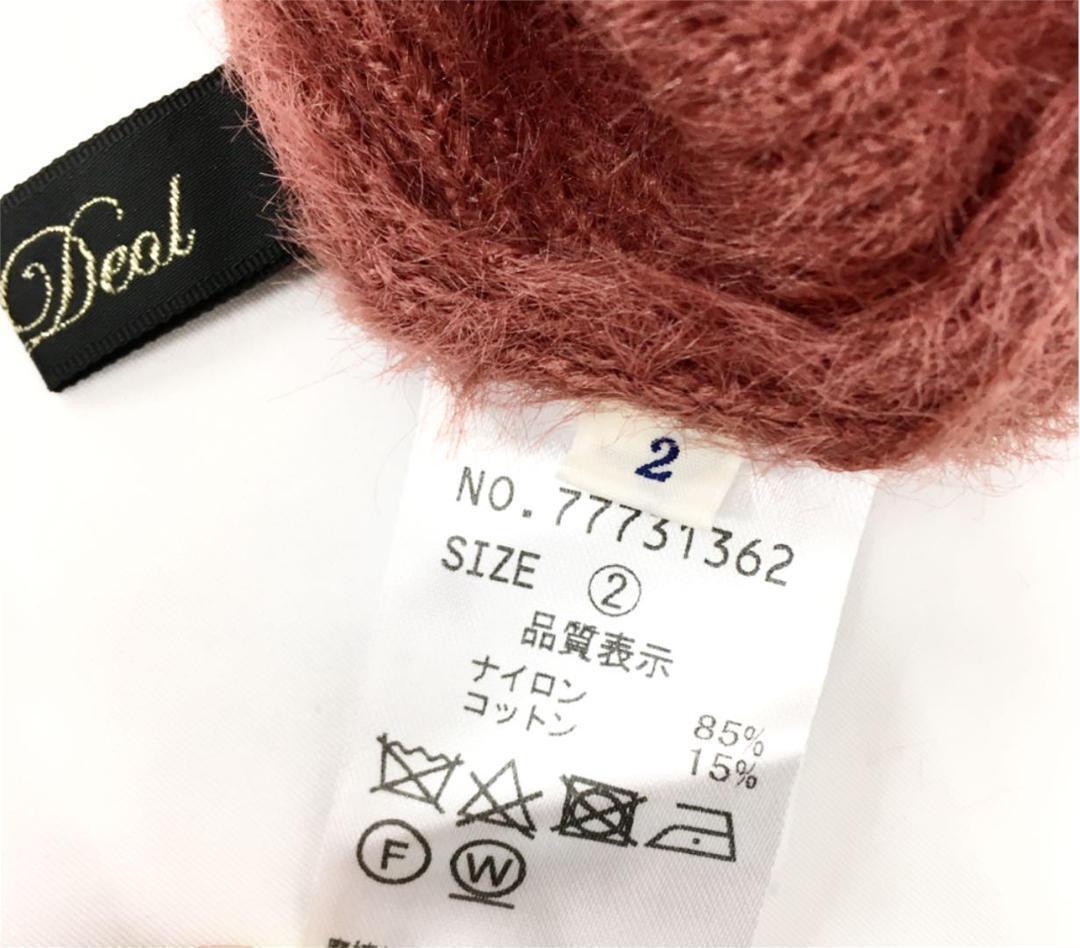 Deol
2
NO.77731362
SIZE ②
品質表示
ナイロン 85%
コットン 15%
F W